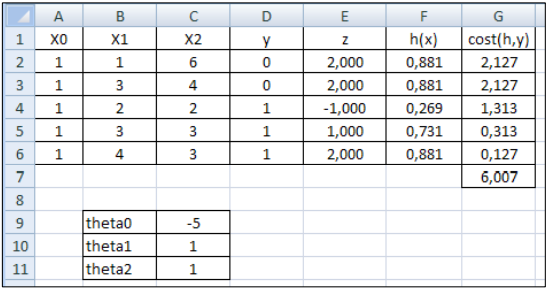 A B C D E F G
1 X0 X1 X2 y z h(x) cost(h,y)
2 1 1 6 0 2,000 0,881 2,127
3 1 3 4 0 2,000 0,881 2,127
4 1 2 2 1 -1,000 0,269 1,313
5 1 3 3 1 1,000 0,731 0,313
6 1 4 3 1 2,000 0,881 0,127
7 6,007
8
9 theta0 -5
10 theta1 1
11 theta2 1